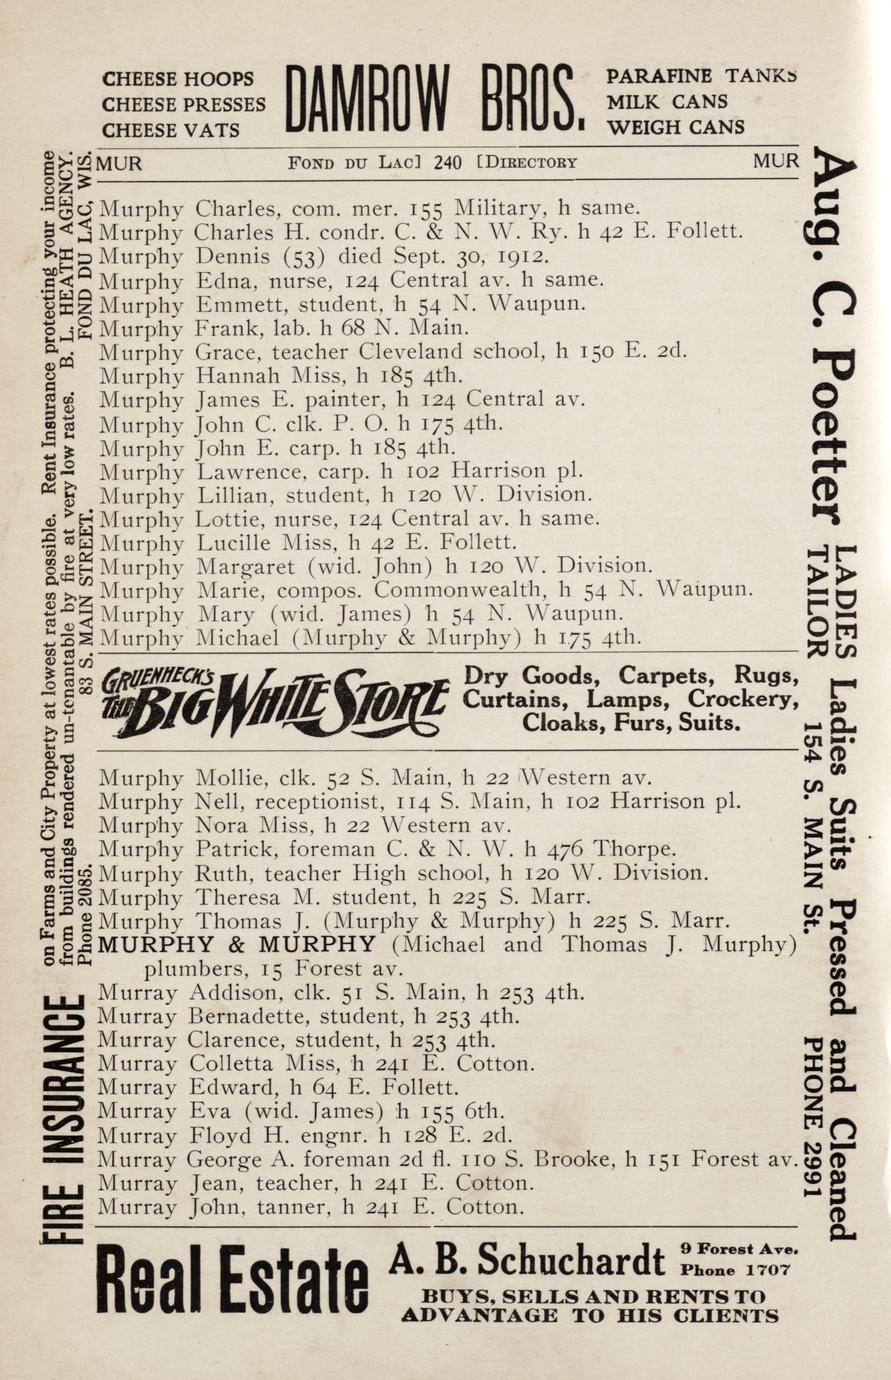 CHEESE HOOPS
CHEESE PRESSES
CHEESE VATS
DAMROW BROS.
PARAFINE TANKS
MILK CANS
WEIGH CANS
MUR FOND DU LAC] 240 [DIRECTORY MUR
Murphy Charles, com. mer. 155 Military, h same.
Murphy Charles H. condr. C. & N. W. Ry. h 42 E. Follett.
Murphy Dennis (53) died Sept. 30, 1912.
Murphy Edna, nurse, 124 Central av. h same.
Murphy Emmett, student, h 54 N. Waupun.
Murphy Frank, lab. h 68 N. Main.
Murphy Grace, teacher Cleveland school, h 150 E. 2d.
Murphy Hannah Miss, h 185 4th.
Murphy James E. painter, h 124 Central av.
Murphy John C. clk. P. O. h 175 4th.
Murphy John E. carp. h 185 4th.
Murphy Lawrence, carp. h 102 Harrison pl.
Murphy Lillian, student, h 120 W. Division.
Murphy Lottie, nurse, 124 Central av. h same.
Murphy Lucille Miss, h 42 E. Follett.
Murphy Margaret (wid. John) h 120 W. Division.
Murphy Marie, compos. Commonwealth, h 54 N. Waupun.
Murphy Mary (wid. James) h 54 N. Waupun.
Murphy Michael (Murphy & Murphy) h 175 4th.
GRUENHECK'S
THE BIG WHITE STORE
Dry Goods, Carpets, Rugs,
Curtains, Lamps, Crockery,
Cloaks, Furs, Suits.
Murphy Mollie, clk. 52 S. Main, h 22 Western av.
Murphy Nell, receptionist, 114 S. Main, h 102 Harrison pl.
Murphy Nora Miss, h 22 Western av.
Murphy Patrick, foreman C. & N. W. h 476 Thorpe.
Murphy Ruth, teacher High school, h 120 W. Division.
Murphy Theresa M. student, h 225 S. Marr.
Murphy Thomas J. (Murphy & Murphy) h 225 S. Marr.
MURPHY & MURPHY (Michael and Thomas J. Murphy)
plumbers, 15 Forest av.
Murray Addison, clk. 51 S. Main, h 253 4th.
Murray Bernadette, student, h 253 4th.
Murray Clarence, student, h 253 4th.
Murray Colletta Miss, h 241 E. Cotton.
Murray Edward, h 64 E. Follett.
Murray Eva (wid. James) h 155 6th.
Murray Floyd H. engnr. h 128 E. 2d.
Murray George A. foreman 2d fl. 110 S. Brooke, h 151 Forest av.
Murray Jean, teacher, h 241 E. Cotton.
Murray John, tanner, h 241 E. Cotton.
Real Estate
A. B. Schuchardt
9 Forest Ave.
Phone 1707
BUYS, SELLS AND RENTS TO
ADVANTAGE TO HIS CLIENTS
FIRE INSURANCE
on Farms and City Property at lowest rates possible. Rent Insurance protecting your income
from buildings rendered un-tenantable by fire at very low rates. B. L. HEATH AGENCY.
Phone 2085. 83 S. MAIN STREET. FOND DU LAC, WIS.
Aug. C. Poetter
LADIES
TAILOR
Ladies Suits Pressed and Cleaned
154 S. MAIN St. PHONE 2991